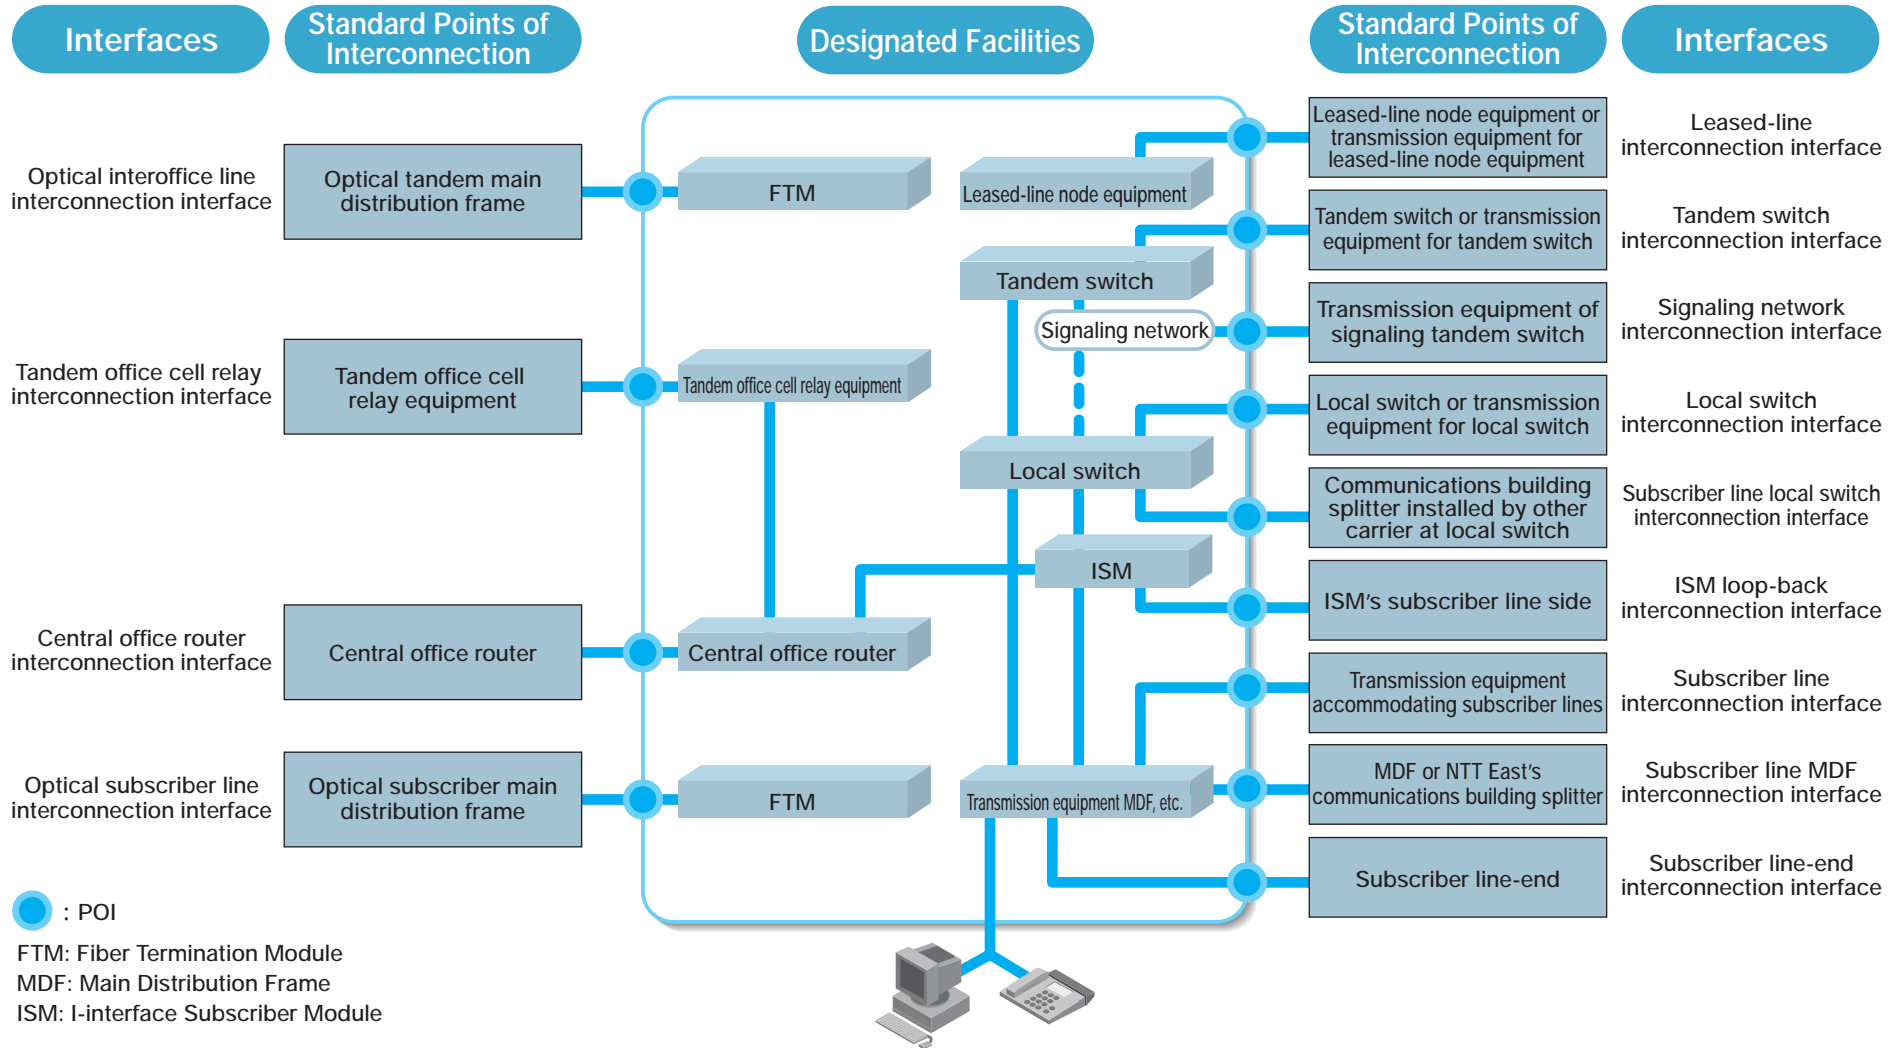 Interfaces
Standard Points of
Interconnection
Designated Facilities
Standard Points of
Interconnection
Interfaces
Optical interoffice line
interconnection interface
Optical tandem main
distribution frame
FTM
Leased-line node equipment
Leased-line node equipment or
transmission equipment for
leased-line node equipment
Leased-line
interconnection interface
Tandem switch
Tandem switch or transmission
equipment for tandem switch
Tandem switch
interconnection interface
Signaling network
Transmission equipment of
signaling tandem switch
Signaling network
interconnection interface
Tandem office cell relay
interconnection interface
Tandem office cell
relay equipment
Tandem office cell relay equipment
Local switch or transmission
equipment for local switch
Local switch
interconnection interface
Local switch
Communications building
splitter installed by other
carrier at local switch
Subscriber line local switch
interconnection interface
ISM
ISM's subscriber line side
ISM loop-back
interconnection interface
Central office router
interconnection interface
Central office router
Central office router
Transmission equipment
accommodating subscriber lines
Subscriber line
interconnection interface
Optical subscriber line
interconnection interface
Optical subscriber main
distribution frame
FTM
Transmission equipment MDF, etc.
MDF or NTT East's
communications building splitter
Subscriber line MDF
interconnection interface
Subscriber line-end
Subscriber line-end
interconnection interface
: POI
FTM: Fiber Termination Module
MDF: Main Distribution Frame
ISM: I-interface Subscriber Module